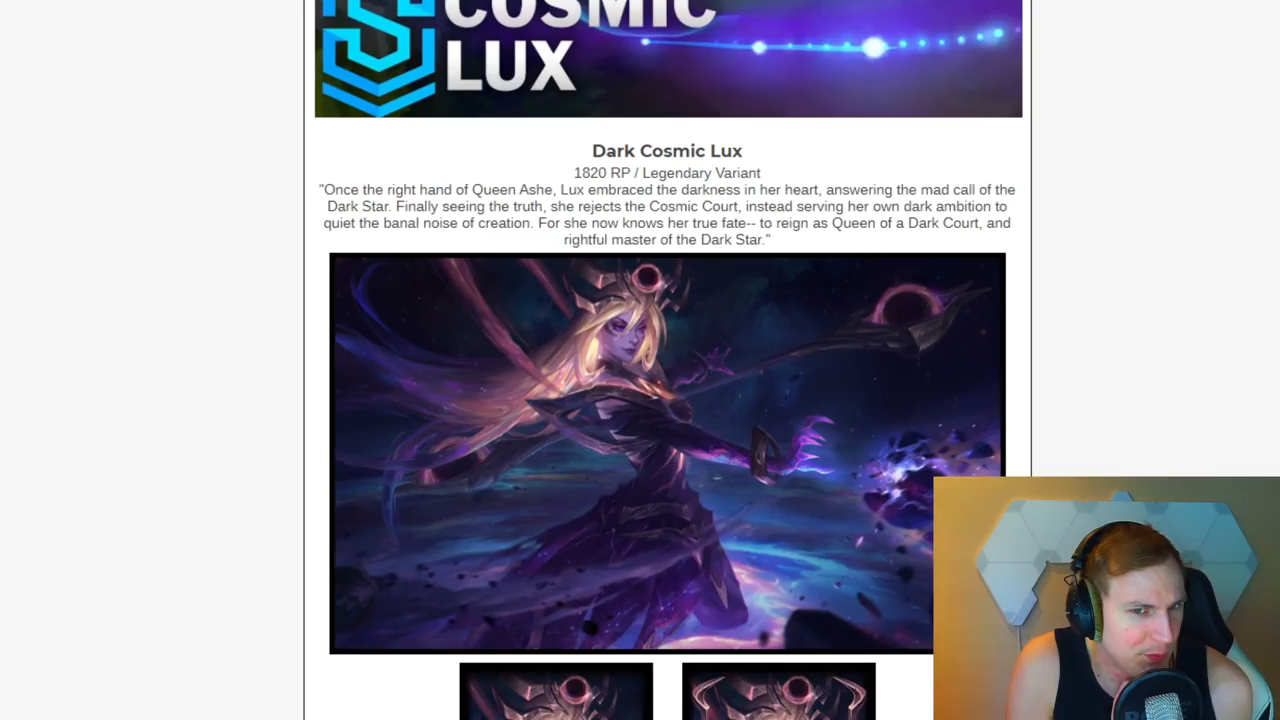 COSMIC
LUX
Dark Cosmic Lux
1820 RP / Legendary Variant
"Once the right hand of Queen Ashe, Lux embraced the darkness in her heart, answering the mad call of the
Dark Star. Finally seeing the truth, she rejects the Cosmic Court, instead serving her own dark ambition to
quiet the banal noise of creation. For she now knows her true fate-- to reign as Queen of a Dark Court, and
rightful master of the Dark Star."